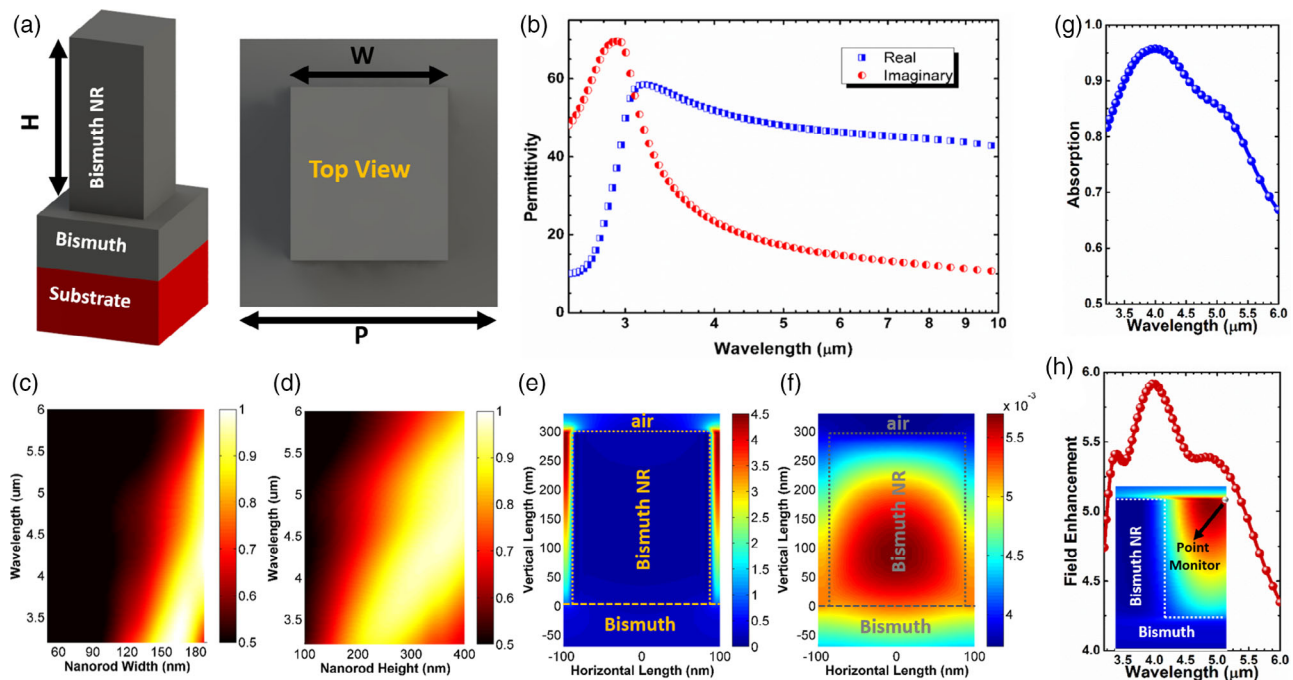 (a)
H
Bismuth NR
Bismuth
Substrate
W
Top View
P
(b)
Permittivity
60
40
20
0
Real
Imaginary
3
4
5
6
7
8
9
10
Wavelength (μm)
(g)
Absorption
1.0
0.9
0.8
0.7
0.6
0.5
3.5
4.0
4.5
5.0
5.5
6.0
Wavelength (μm)
(c)
Wavelength (um)
6
5.5
5
4.5
4
3.5
60
90
120
150
180
Nanorod Width (nm)
1
0.9
0.8
0.7
0.6
0.5
(d)
6
5.5
5
4.5
4
3.5
100
200
300
400
Nanorod Height (nm)
1
0.9
0.8
0.7
0.6
0.5
(e)
Vertical Length (nm)
300
250
200
150
100
50
0
-50
air
Bismuth NR
Bismuth
-100
0
100
Horizontal Length (nm)
4.5
4
3.5
3
2.5
2
1.5
1
0.5
0
(f)
Vertical Length (nm)
300
250
200
150
100
50
0
-50
air
Bismuth NR
Bismuth
-100
0
100
Horizontal Length (nm)
x 10⁻³
5.5
5
4.5
4
(h)
Field Enhancement
6.0
5.5
5.0
4.5
4.0
Bismuth NR
Point
Monitor
Bismuth
3.5
4.0
4.5
5.0
5.5
6.0
Wavelength (μm)